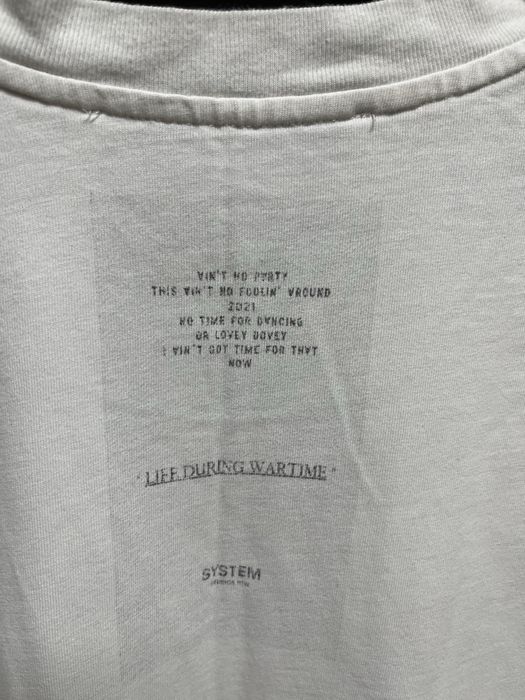 AIN'T NO PARTY
THIS AIN'T NO FOOLIN' AROUND
2021
NO TIME FOR DANCING
OR LOVEY DOVEY
I AIN'T GOT TIME FOR THAT
NOW
"LIFE DURING WARTIME"
SYSTEM